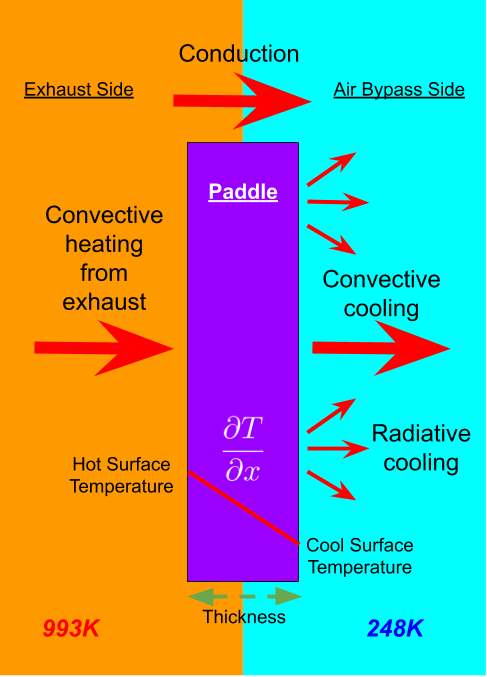 Conduction
Exhaust Side
Air Bypass Side
Paddle
Convective
heating
from
exhaust
Convective
cooling
∂T
∂x
Radiative
cooling
Hot Surface
Temperature
Cool Surface
Temperature
Thickness
993K
248K